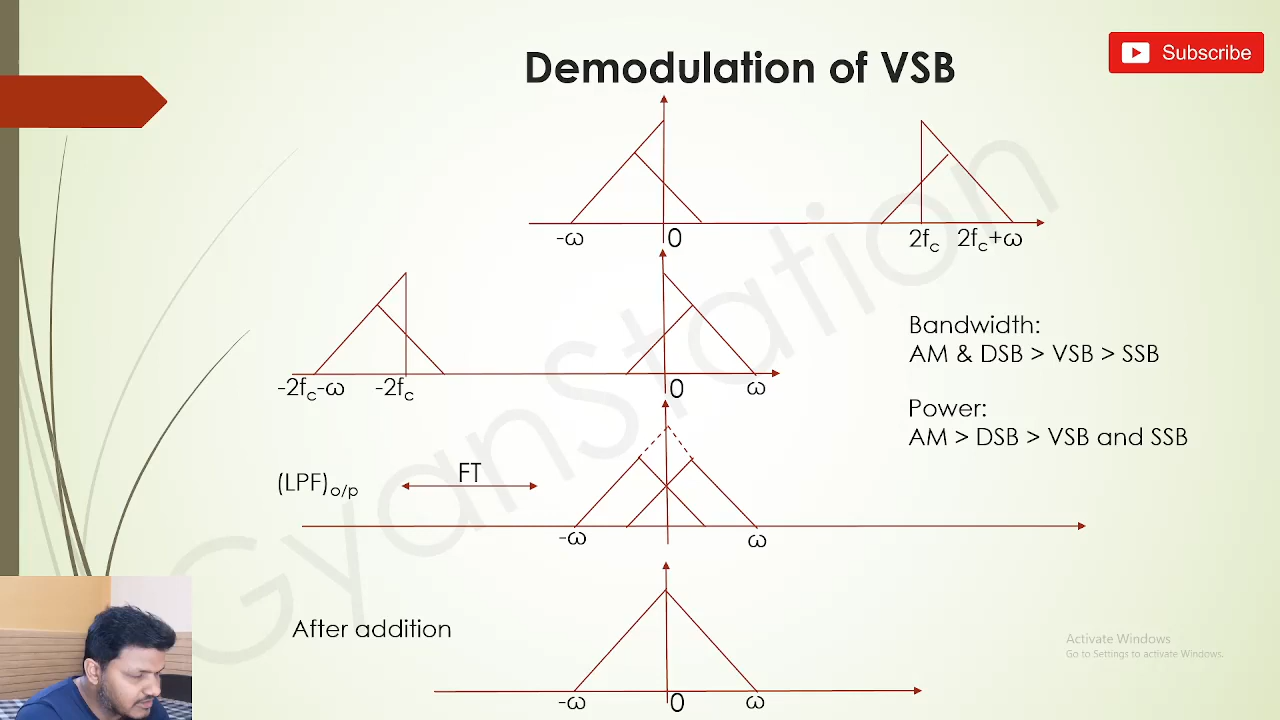 Demodulation of VSB
Subscribe
-ω 0 2fc 2fc+ω
-2fc-ω -2fc 0 ω
Bandwidth:
AM & DSB > VSB > SSB
Power:
AM > DSB > VSB and SSB
(LPF)o/p FT
-ω ω
After addition
-ω 0 ω
GyanStation
Activate Windows
Go to Settings to activate Windows.